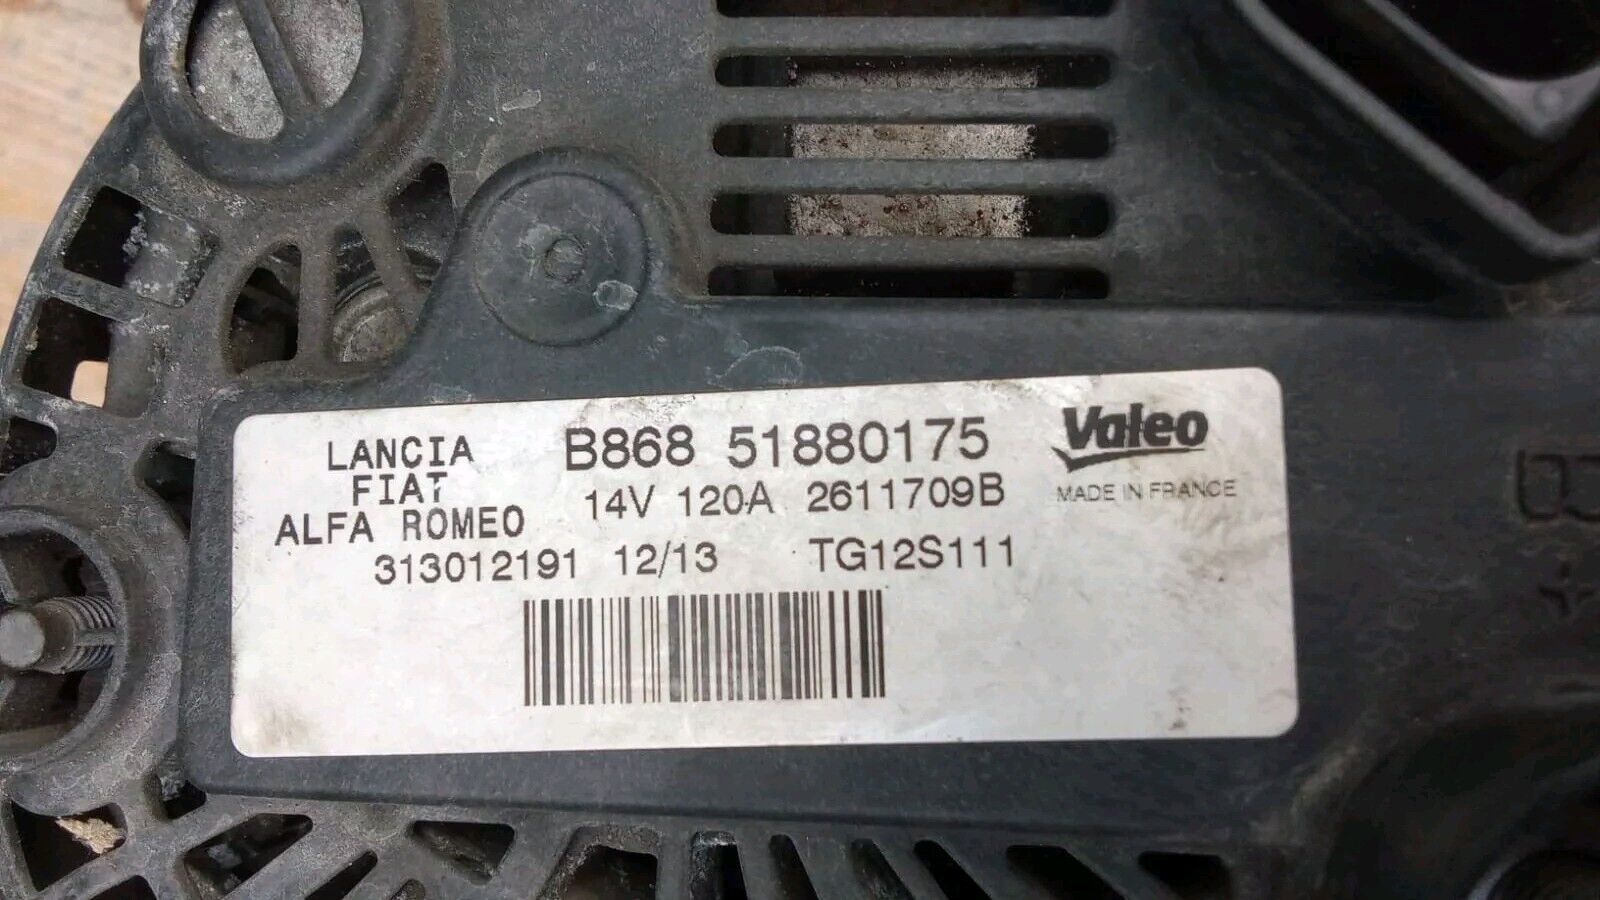 LANCIA
FIAT
ALFA ROMEO
B868 51880175
14V 120A 2611709B
313012191 12/13 TG12S111
Valeo
MADE IN FRANCE
B
+